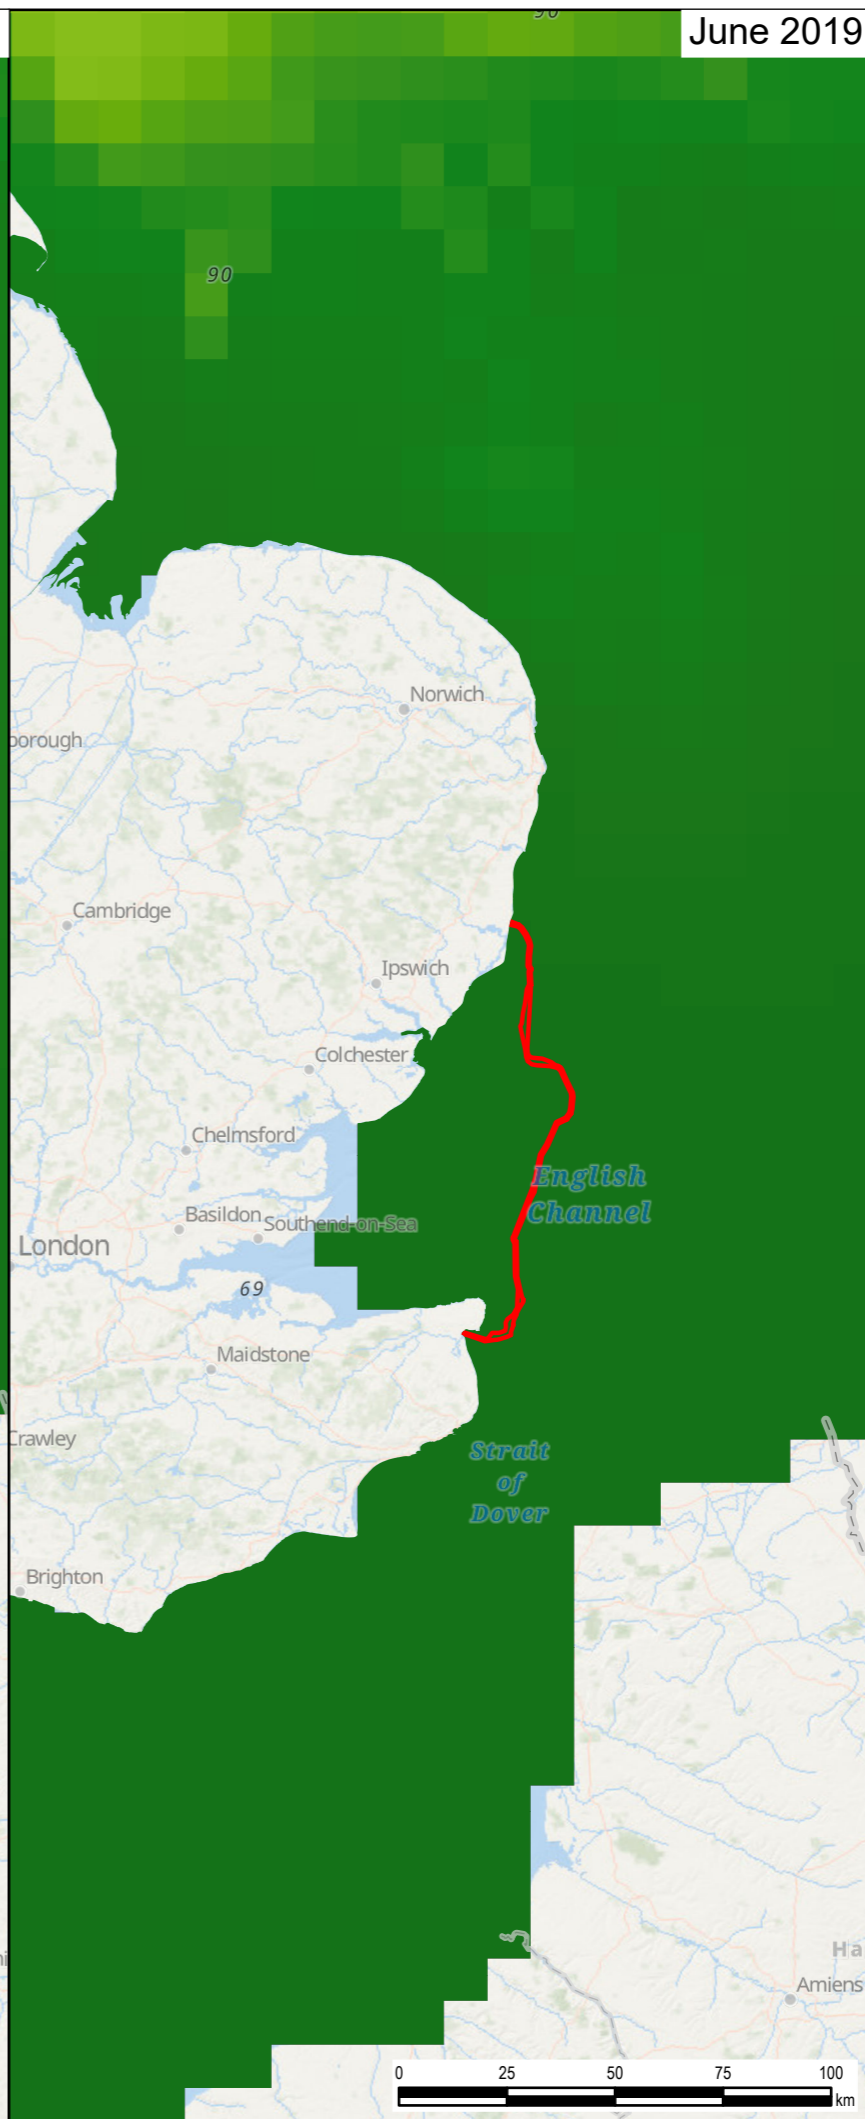 June 2019
90
Norwich
borough
Cambridge
Ipswich
Colchester
Chelmsford
English
Channel
Basildon
Southend-on-Sea
London
69
Maidstone
Crawley
Strait
of
Dover
Brighton
Ha
Amiens
0 25 50 75 100
km